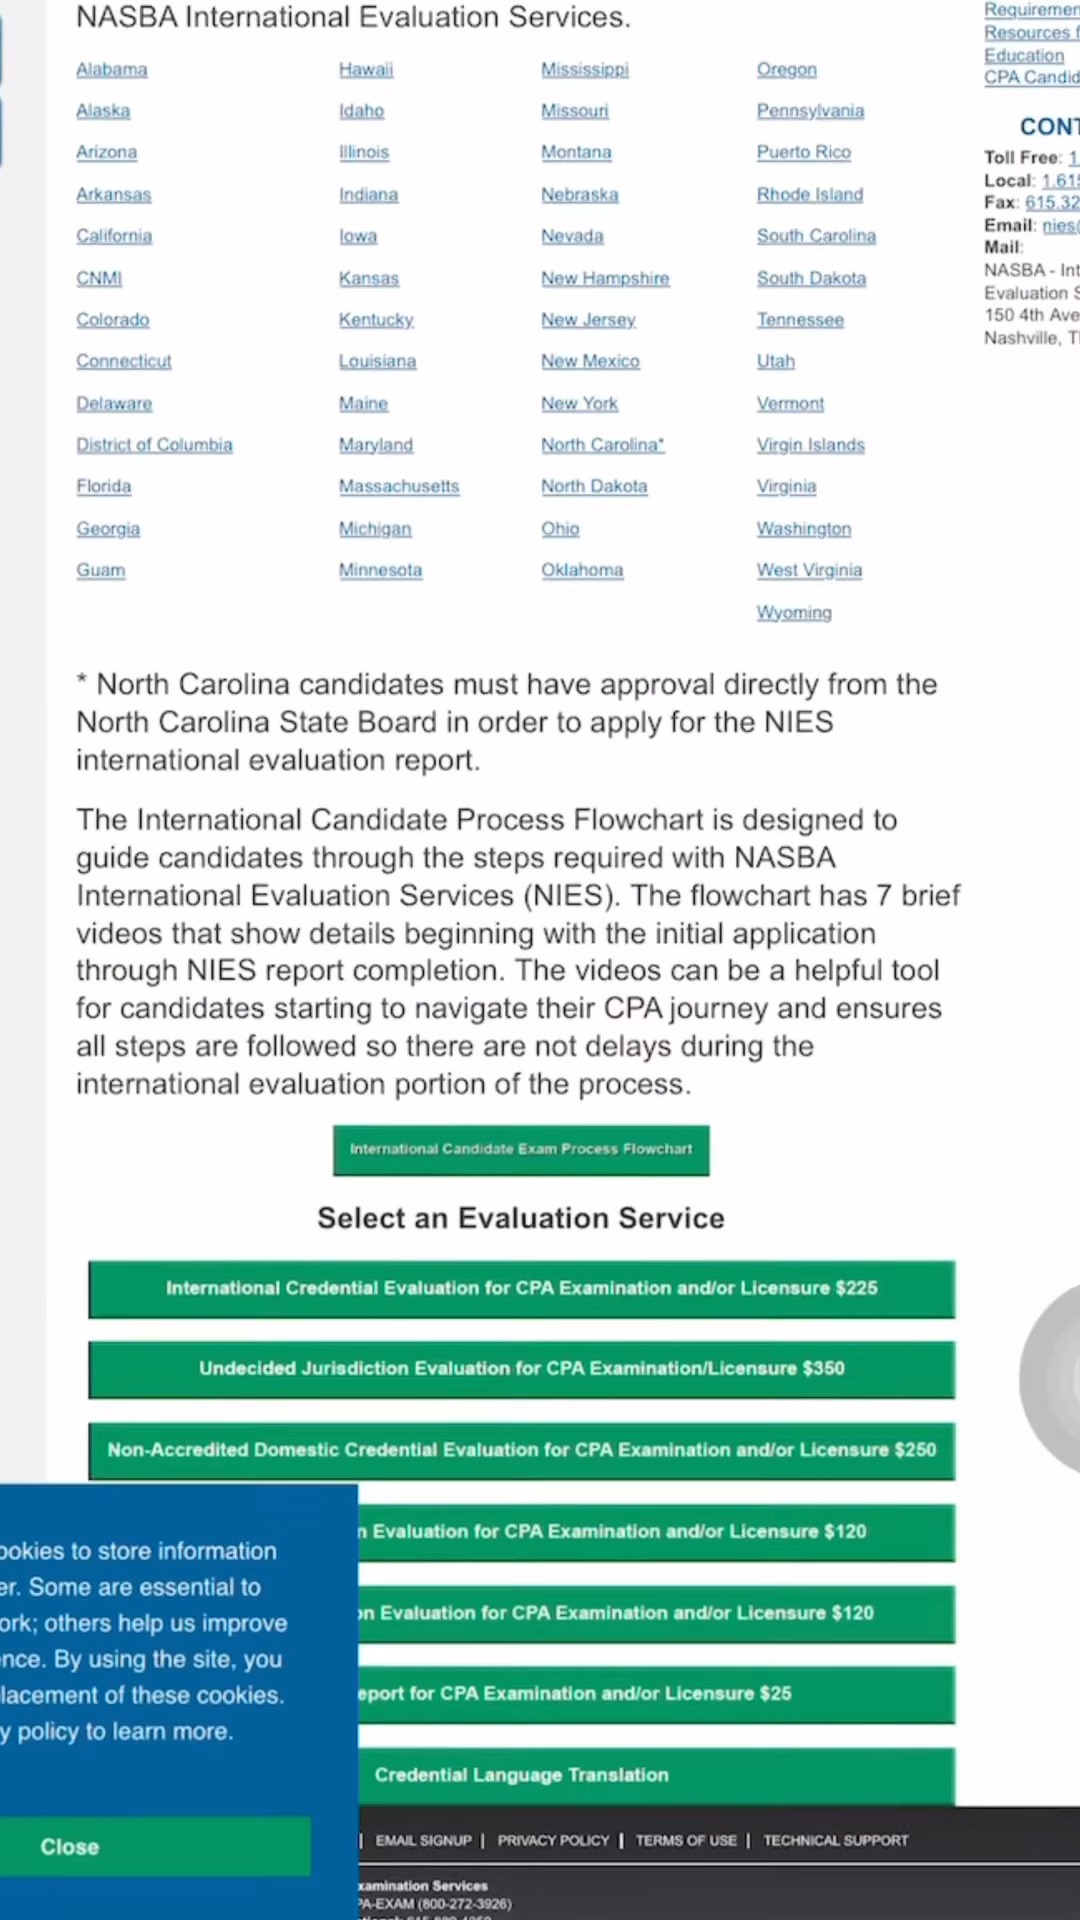 NASBA International Evaluation Services.
Alabama
Alaska
Arizona
Arkansas
California
CNMI
Colorado
Connecticut
Delaware
District of Columbia
Florida
Georgia
Guam
Hawaii
Idaho
Illinois
Indiana
Iowa
Kansas
Kentucky
Louisiana
Maine
Maryland
Massachusetts
Michigan
Minnesota
Mississippi
Missouri
Montana
Nebraska
Nevada
New Hampshire
New Jersey
New Mexico
New York
North Carolina*
North Dakota
Ohio
Oklahoma
Oregon
Pennsylvania
Puerto Rico
Rhode Island
South Carolina
South Dakota
Tennessee
Utah
Vermont
Virgin Islands
Virginia
Washington
West Virginia
Wyoming
* North Carolina candidates must have approval directly from the
North Carolina State Board in order to apply for the NIES
international evaluation report.
The International Candidate Process Flowchart is designed to
guide candidates through the steps required with NASBA
International Evaluation Services (NIES). The flowchart has 7 brief
videos that show details beginning with the initial application
through NIES report completion. The videos can be a helpful tool
for candidates starting to navigate their CPA journey and ensures
all steps are followed so there are not delays during the
international evaluation portion of the process.
International Candidate Exam Process Flowchart
Select an Evaluation Service
International Credential Evaluation for CPA Examination and/or Licensure $225
Undecided Jurisdiction Evaluation for CPA Examination/Licensure $350
Non-Accredited Domestic Credential Evaluation for CPA Examination and/or Licensure $250
n Evaluation for CPA Examination and/or Licensure $120
on Evaluation for CPA Examination and/or Licensure $120
eport for CPA Examination and/or Licensure $25
Credential Language Translation
Requiremen
Resources f
Education
CPA Candid
CONT
Toll Free: 1.
Local: 1.615
Fax: 615.32
Email: nies@
Mail:
NASBA - Int
Evaluation S
150 4th Ave
Nashville, T
ookies to store information
er. Some are essential to
ork; others help us improve
nce. By using the site, you
lacement of these cookies.
y policy to learn more.
Close
| EMAIL SIGNUP | PRIVACY POLICY | TERMS OF USE | TECHNICAL SUPPORT
xamination Services
PA-EXAM (800-272-3926)